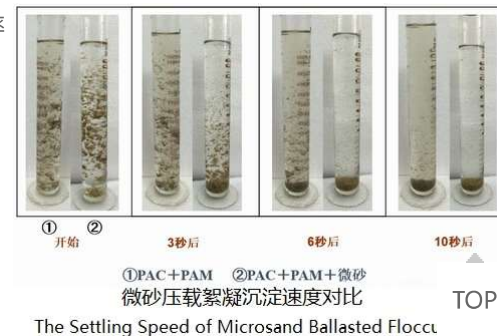 ① ②
开始 3秒后 6秒后 10秒后
①PAC+PAM ②PAC+PAM+微砂
微砂压载絮凝沉淀速度对比
TOP
The Settling Speed of Microsand Ballasted Floccu